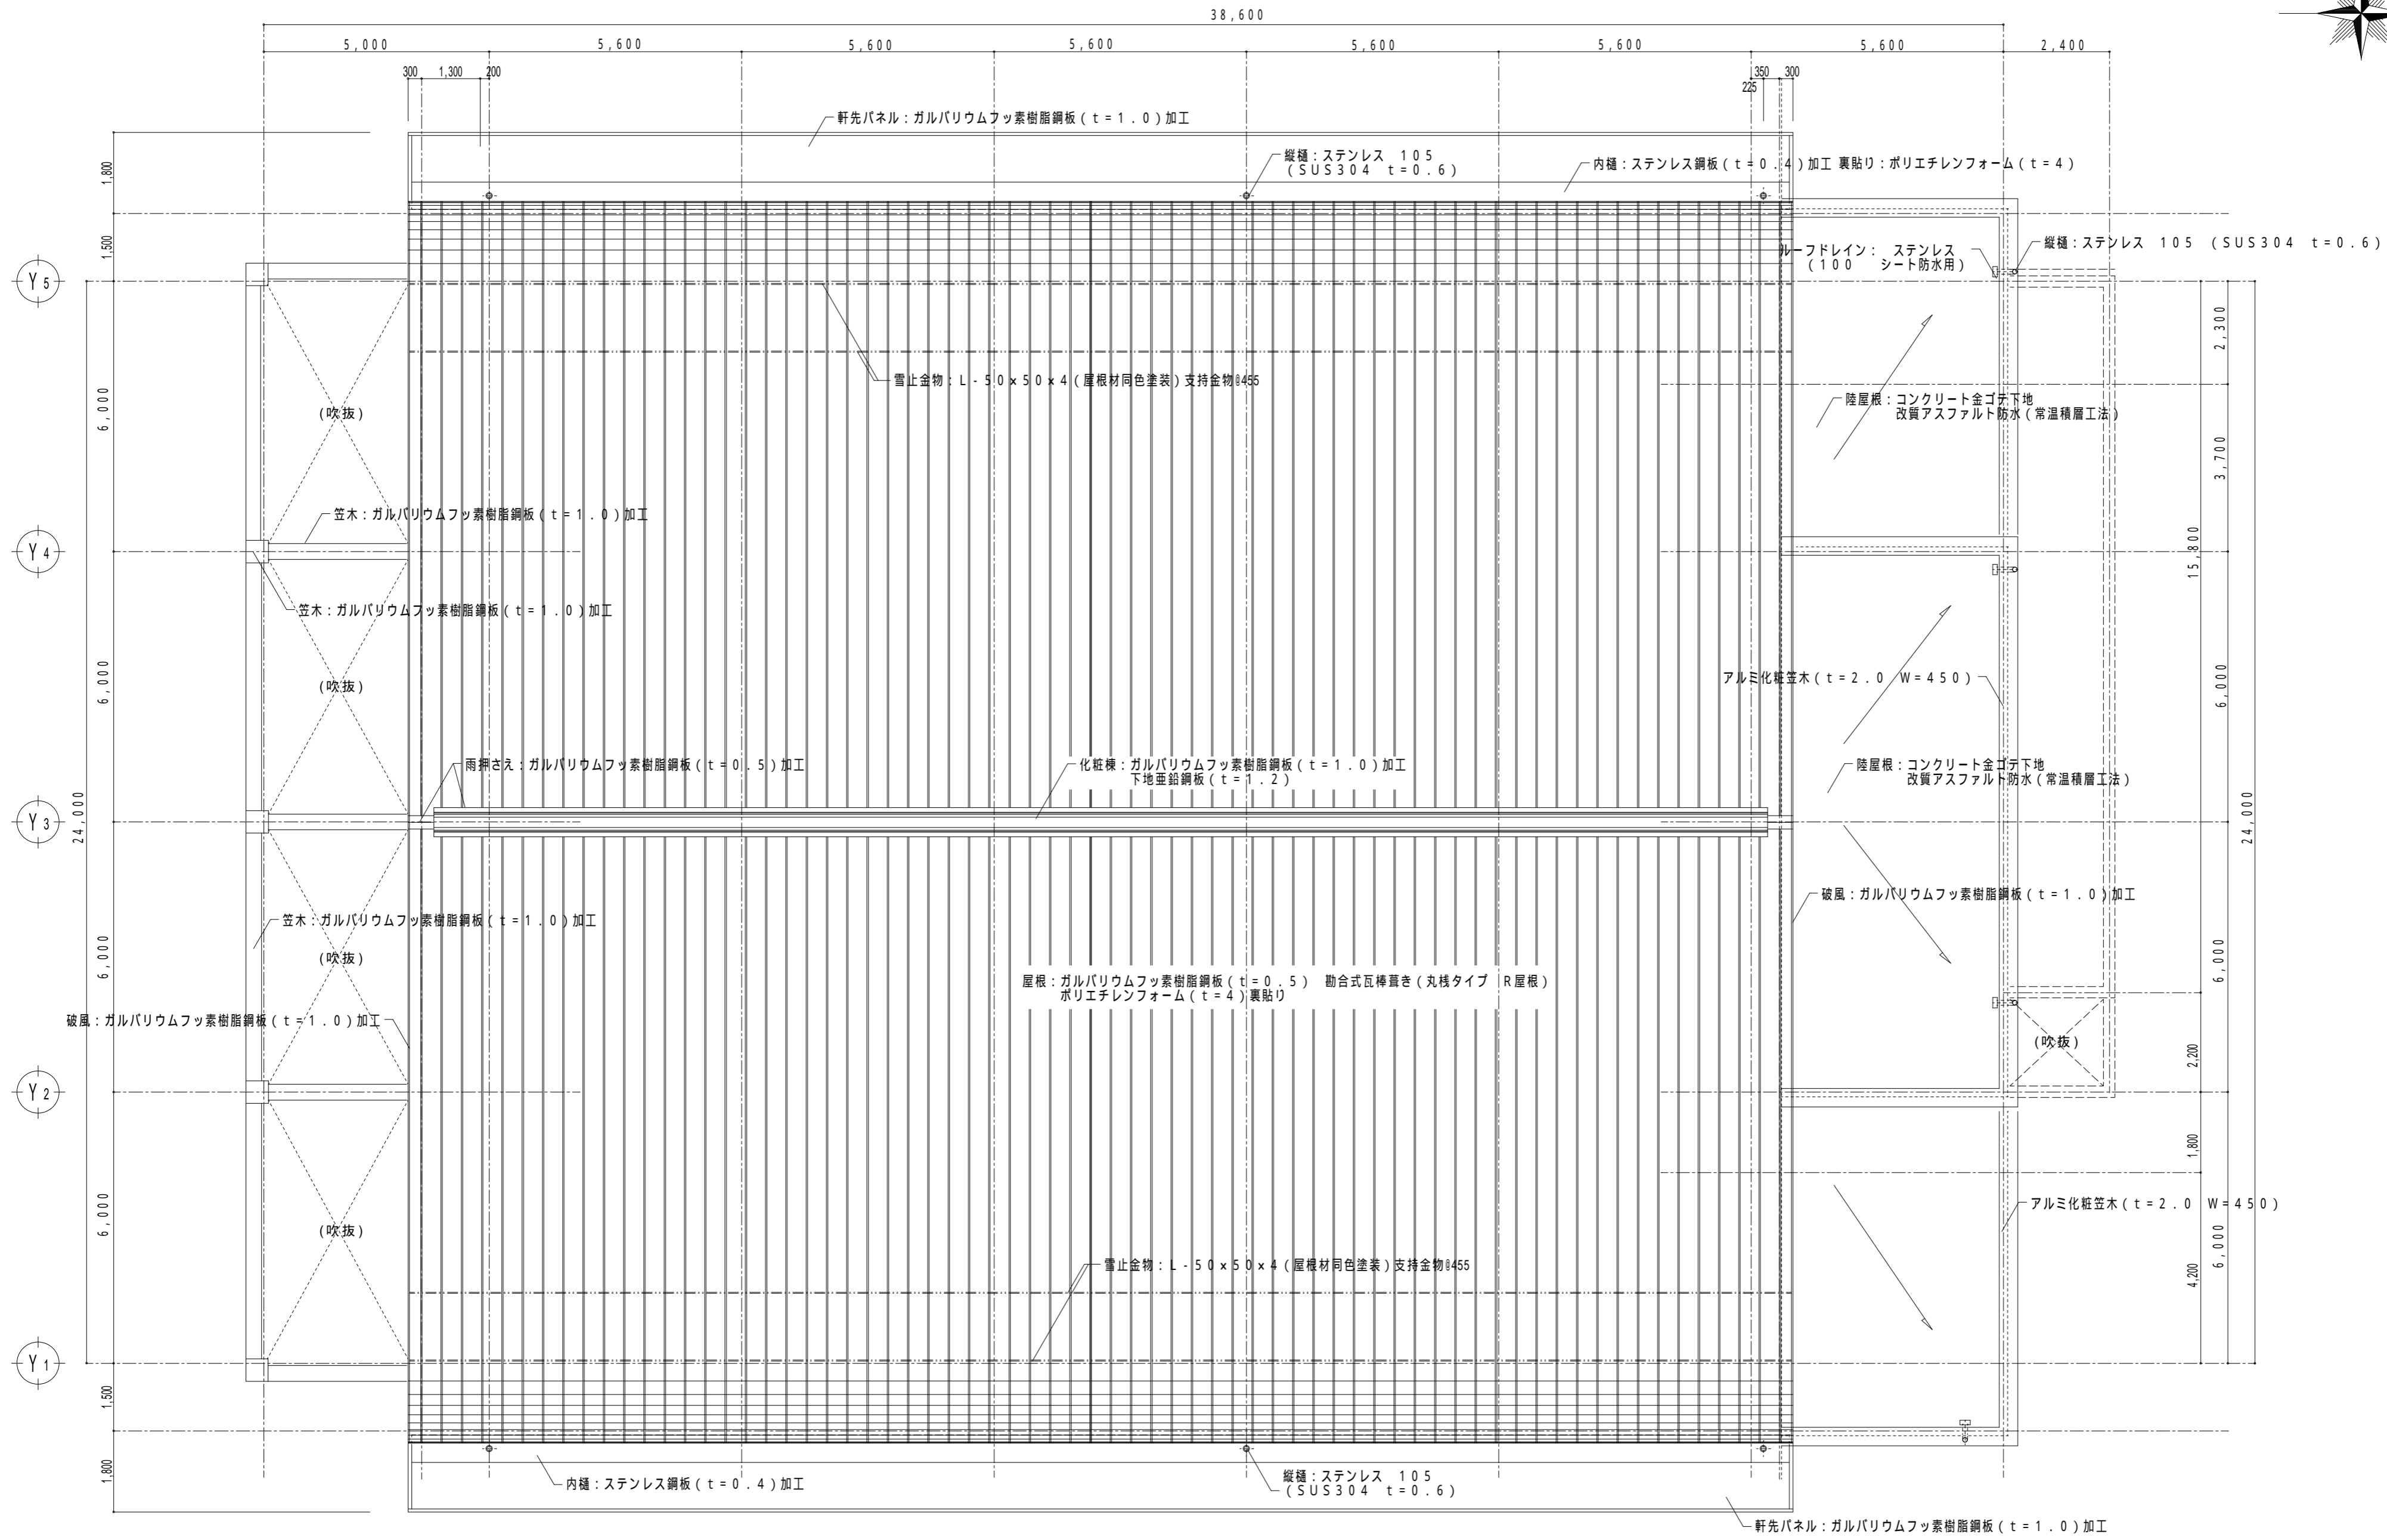 38,600
5,000
5,600
5,600
5,600
5,600
5,600
5,600
2,400
300
1,300
200
350
300
225
軒先パネル：ガルバリウムフッ素樹脂鋼板（ｔ＝１．０）加工
縦樋：ステンレス　１０５
（ＳＵＳ３０４　ｔ＝０．６）
内樋：ステンレス鋼板（ｔ＝０．４）加工 裏貼り：ポリエチレンフォーム（ｔ＝４）
1,800
1,500
縦樋：ステンレス　１０５　（ＳＵＳ３０４　ｔ＝０．６）
ルーフドレイン：　ステンレス
（１００　　シート防水用）
Ｙ５
2,300
雪止金物：Ｌ－５０×５０×４（屋根材同色塗装）支持金物@455
6,000
（吹抜）
陸屋根：コンクリート金ゴテ下地
改質アスファルト防水（常温積層工法）
3,700
笠木：ガルバリウムフッ素樹脂鋼板（ｔ＝１．０）加工
Ｙ４
15,800
笠木：ガルバリウムフッ素樹脂鋼板（ｔ＝１．０）加工
6,000
（吹抜）
アルミ化粧笠木（ｔ＝２．０　Ｗ＝４５０）
6,000
雨押さえ：ガルバリウムフッ素樹脂鋼板（ｔ＝０．５）加工
化粧棟：ガルバリウムフッ素樹脂鋼板（ｔ＝１．０）加工
下地亜鉛鋼板（ｔ＝１．２）
陸屋根：コンクリート金ゴテ下地
改質アスファルト防水（常温積層工法）
Ｙ３
24,000
24,000
破風：ガルバリウムフッ素樹脂鋼板（ｔ＝１．０）加工
笠木：ガルバリウムフッ素樹脂鋼板（ｔ＝１．０）加工
6,000
（吹抜）
6,000
屋根：ガルバリウムフッ素樹脂鋼板（ｔ＝０．５）　勘合式瓦棒葺き（丸桟タイプ　Ｒ屋根）
ポリエチレンフォーム（ｔ＝４）裏貼り
破風：ガルバリウムフッ素樹脂鋼板（ｔ＝１．０）加工
（吹抜）
2,200
Ｙ２
1,800
アルミ化粧笠木（ｔ＝２．０　Ｗ＝４５０）
6,000
（吹抜）
6,000
雪止金物：Ｌ－５０×５０×４（屋根材同色塗装）支持金物@455
4,200
Ｙ１
1,500
1,800
内樋：ステンレス鋼板（ｔ＝０．４）加工
縦樋：ステンレス　１０５
（ＳＵＳ３０４　ｔ＝０．６）
軒先パネル：ガルバリウムフッ素樹脂鋼板（ｔ＝１．０）加工